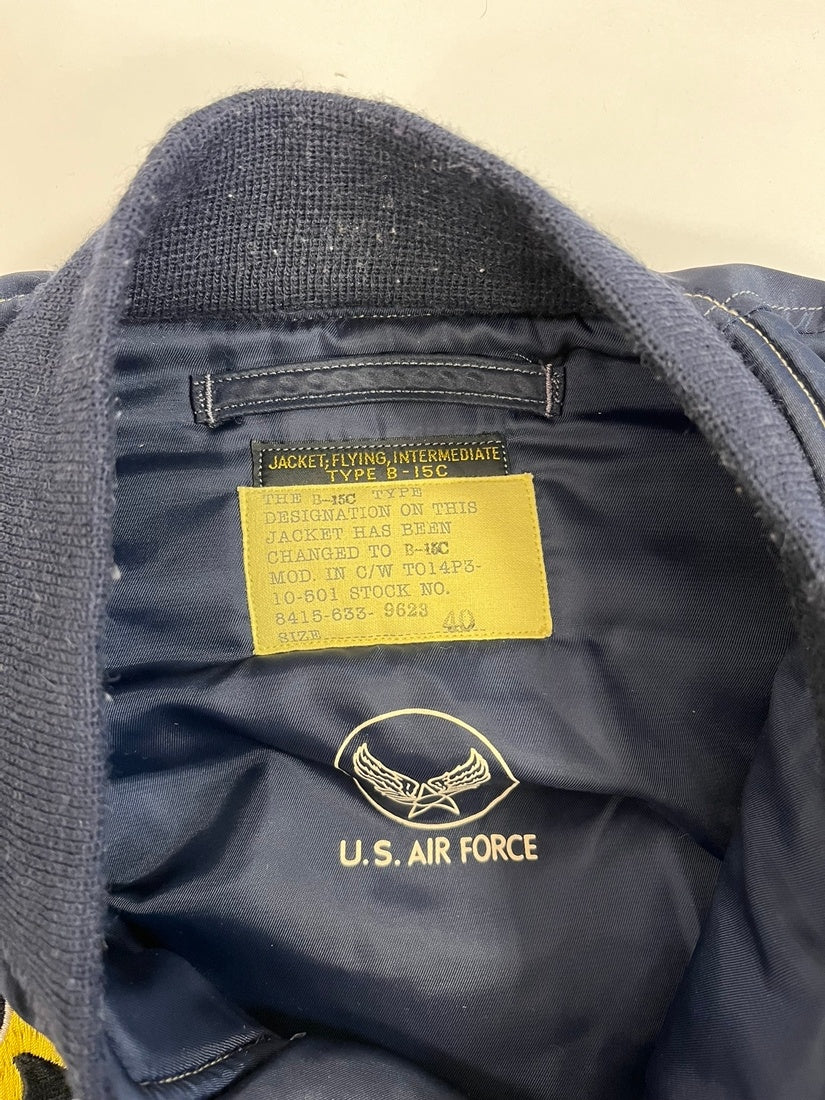 JACKET, FLYING, INTERMEDIATE
TYPE B-15C
THE B-15C TYPE
DESIGNATION ON THIS
JACKET HAS BEEN
CHANGED TO B-15C
MOD. IN C/W TO14P3-
10-501 STOCK NO.
8415-633- 9623
SIZE 40
U.S. AIR FORCE